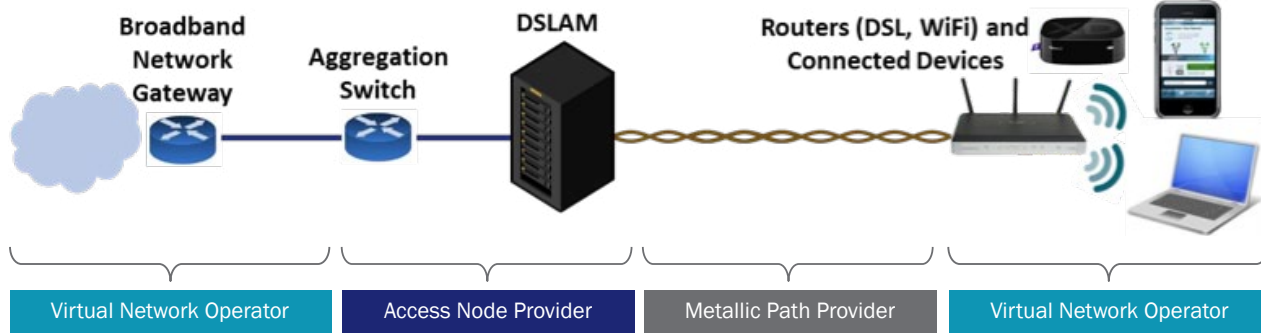 Broadband
Network
Gateway
Aggregation
Switch
DSLAM
Routers (DSL, WiFi) and
Connected Devices
Virtual Network Operator
Access Node Provider
Metallic Path Provider
Virtual Network Operator